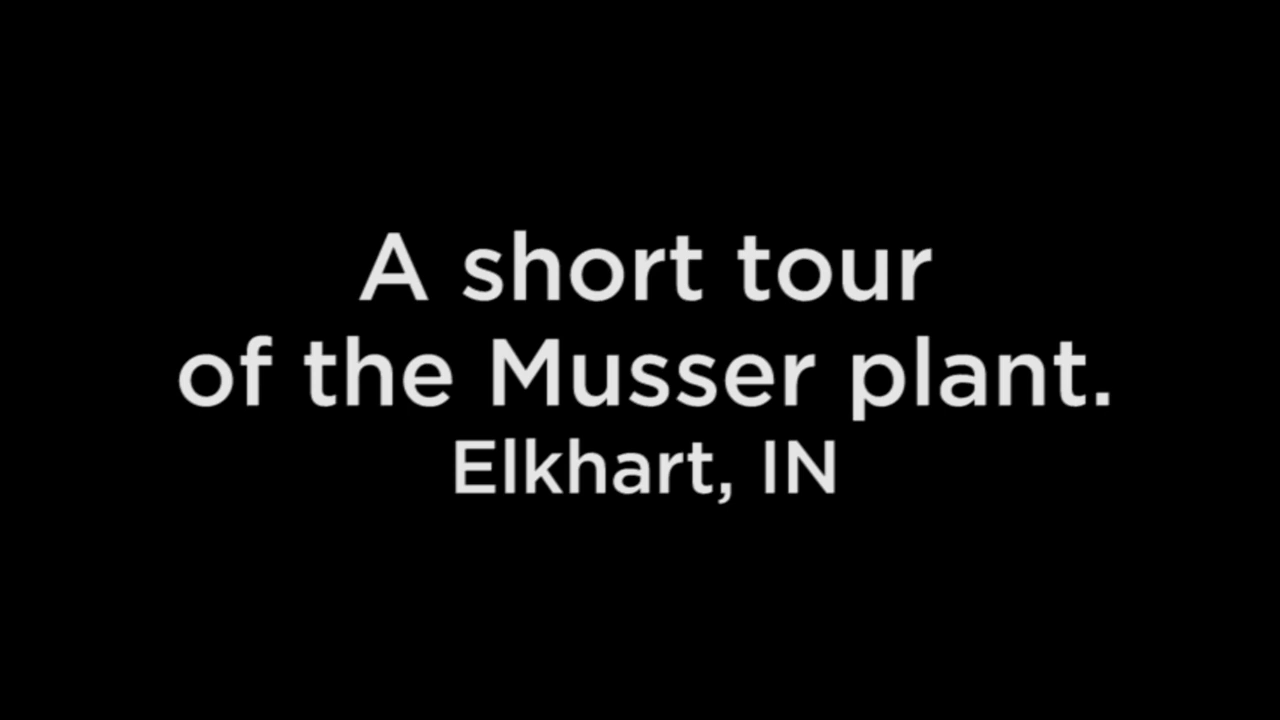 A short tour
of the Musser plant.
Elkhart, IN